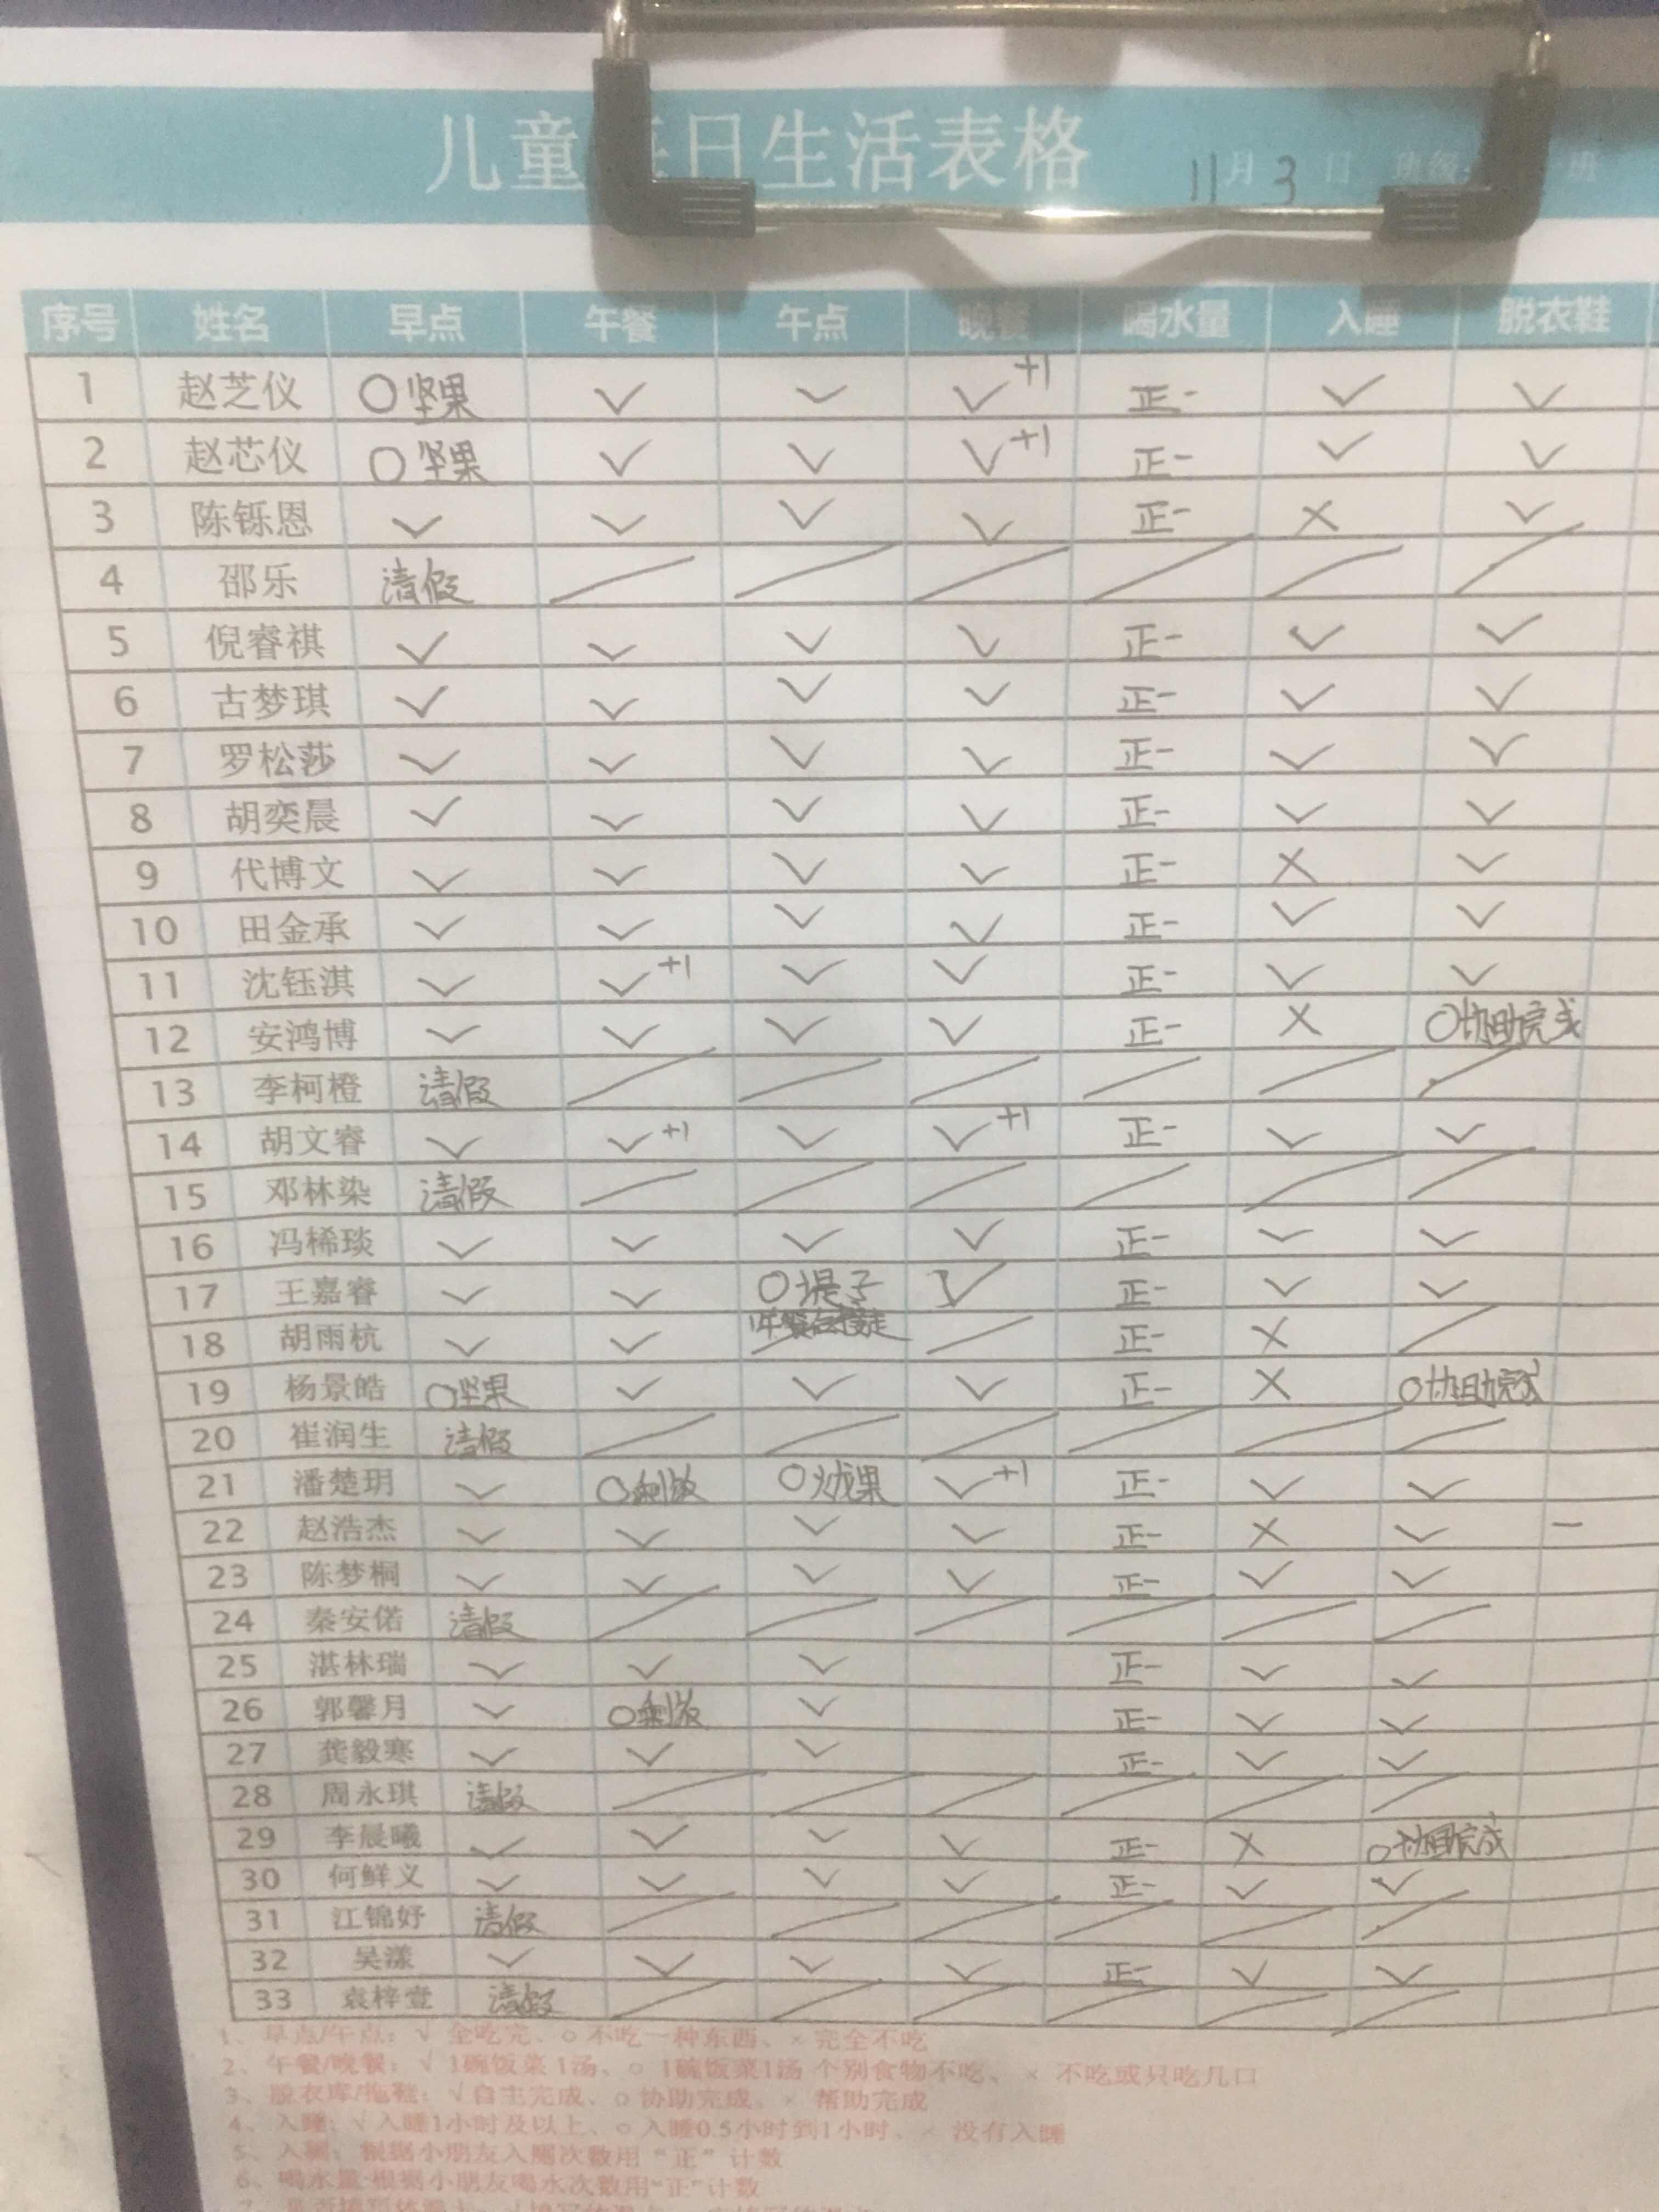 儿童每日生活表格 11月3日 班级: 班
序号 姓名 早点 午餐 午点 晚餐 喝水量 入睡 脱衣鞋
1 赵芝仪 ○坚果 √ √ √+1 正一 √ √
2 赵芯仪 ○坚果 √ √ √+1 正一 √ √
3 陈铄恩 √ √ √ √ 正一 × √
4 邵乐 请假
5 倪睿祺 √ √ √ √ 正一 √ √
6 古梦琪 √ √ √ √ 正一 √ √
7 罗松莎 √ √ √ √ 正一 √ √
8 胡奕晨 √ √ √ √ 正一 √ √
9 代博文 √ √ √ √ 正一 × √
10 田金承 √ √ √ √ 正一 √ √
11 沈钰淇 √ √+1 √ √ 正一 √ √
12 安鸿博 √ √ √ √ 正一 × ○协助完成
13 李柯橙 请假
14 胡文睿 √ √+1 √ √+1 正一 √ √
15 邓林染 请假
16 冯桸琰 √ √ √ √ 正一 √ √
17 王嘉睿 √ √ ○提子 √ 正一 √ √
18 胡雨杭 √ √ 正一 ×
19 杨景皓 ○坚果 √ √ √ 正一 × ○协助完成
20 崔润生 请假
21 潘楚玥 √ ○剩饭 ○火龙果 √+1 正一 √ √
22 赵浩杰 √ √ √ √ 正一 × √ 一
23 陈梦桐 √ √ √ √ 正一 √ √
24 秦安偌 请假
25 湛林瑞 √ √ √ 正一 √ √
26 郭馨月 √ ○剩饭 √ 正一 √ √
27 龚毅寒 √ √ √ 正一 √ √
28 周永琪 请假
29 李晨曦 √ √ √ √ 正一 × ○协助完成
30 何鲜义 √ √ √ √ 正一 √ √
31 江锦妤 请假
32 吴漾 √ √ √ √ 正一 √ √
33 袁梓壹 请假
1、早点/午点：√ 全吃完、○ 不吃一种东西、× 完全不吃
2、午餐/晚餐：√ 1碗饭菜1汤、○ 1碗饭菜1汤 个别食物不吃、× 不吃或只吃几口
3、脱衣库/拖鞋：√ 自主完成、○ 协助完成、× 帮助完成
4、入睡：√ 入睡1小时及以上、○ 入睡0.5小时到1小时、× 没有入睡
5、入厕：根据小朋友入厕次数用“正”计数
6、喝水量:根据小朋友喝水次数用“正”计数